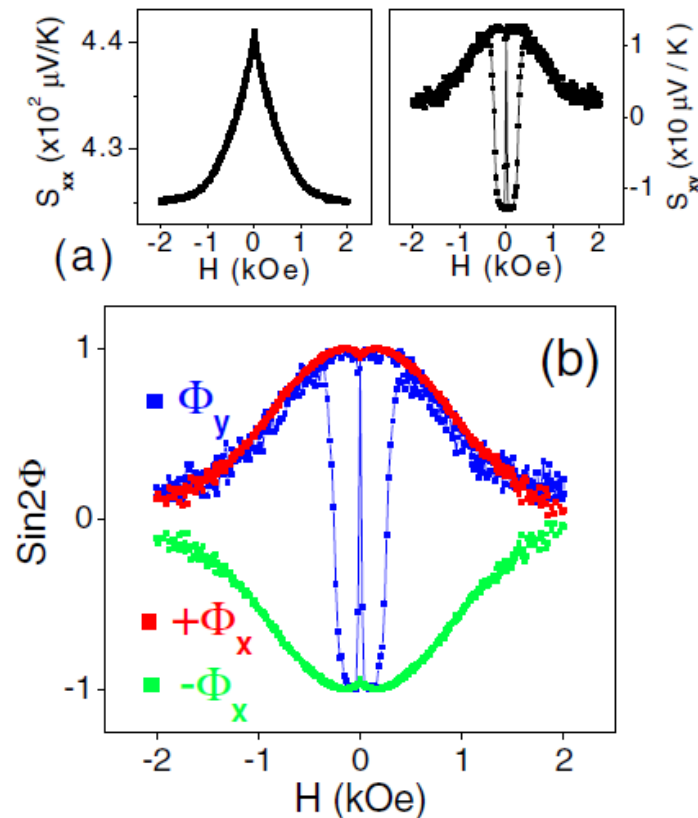 4.4
4.3
S_xx (x10² μV/K)
-2 -1 0 1 2
H (kOe)
(a)
1
0
-1
S_xy (x10 μV / K)
-2 -1 0 1 2
H (kOe)
(b)
1
0
-1
Sin2Φ
Φ_y
+Φ_x
-Φ_x
-2 -1 0 1 2
H (kOe)